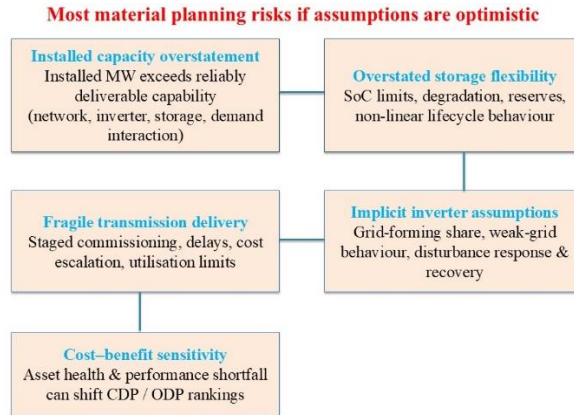 Most material planning risks if assumptions are optimistic
Installed capacity overstatement
Installed MW exceeds reliably
deliverable capability
(network, inverter, storage, demand
interaction)
Overstated storage flexibility
SoC limits, degradation, reserves,
non-linear lifecycle behaviour
Fragile transmission delivery
Staged commissioning, delays, cost
escalation, utilisation limits
Implicit inverter assumptions
Grid-forming share, weak-grid
behaviour, disturbance response &
recovery
Cost–benefit sensitivity
Asset health & performance shortfall
can shift CDP / ODP rankings